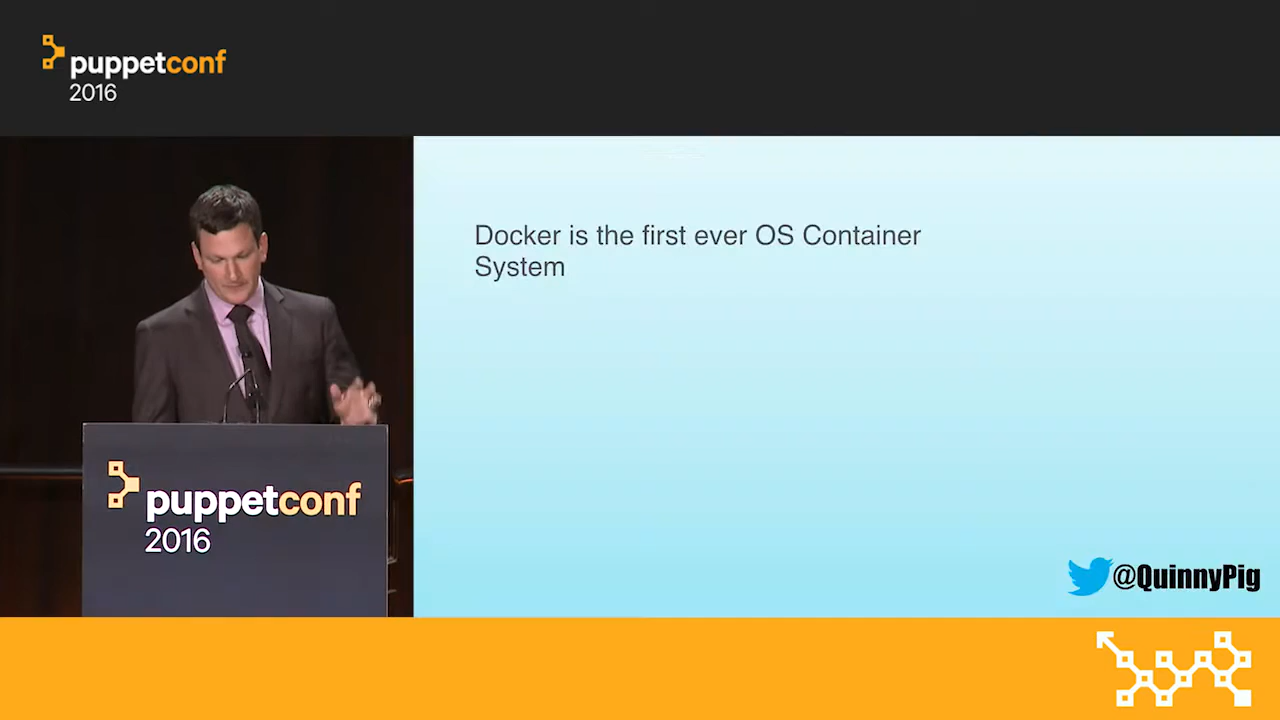 puppetconf
2016
Docker is the first ever OS Container
System
puppetconf
2016
@QuinnyPig